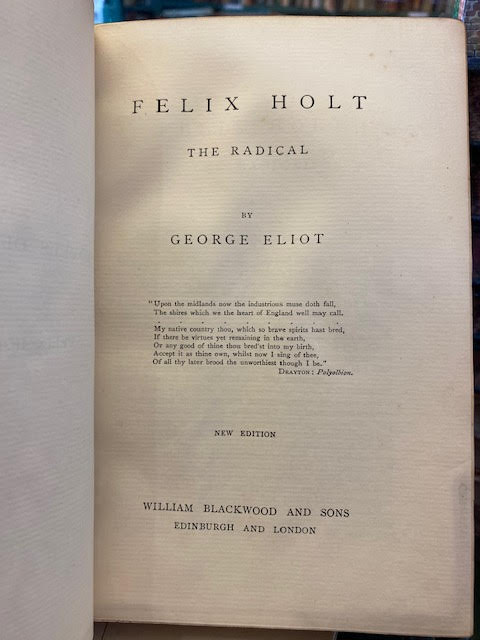 FELIX HOLT
THE RADICAL
BY
GEORGE ELIOT
"Upon the midlands now the industrious muse doth fall,
The shires which we the heart of England well may call.
. . . . . . . .
My native country thou, which so brave spirits hast bred,
If there be virtues yet remaining in thy earth,
Or any good of thine thou bred'st into my birth,
Accept it as thine own, whilst now I sing of thee,
Of all thy later brood the unworthiest though I be."
DRAYTON: Polyolbion.
NEW EDITION
WILLIAM BLACKWOOD AND SONS
EDINBURGH AND LONDON